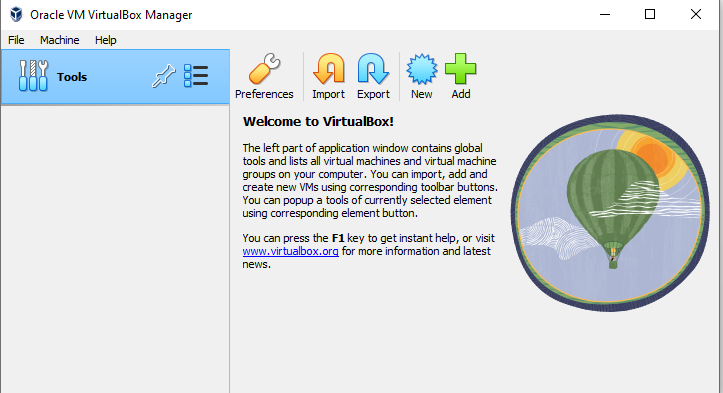 Oracle VM VirtualBox Manager
File Machine Help
Tools
Preferences Import Export New Add
Welcome to VirtualBox!
The left part of application window contains global
tools and lists all virtual machines and virtual machine
groups on your computer. You can import, add and
create new VMs using corresponding toolbar buttons.
You can popup a tools of currently selected element
using corresponding element button.
You can press the F1 key to get instant help, or visit
www.virtualbox.org for more information and latest
news.